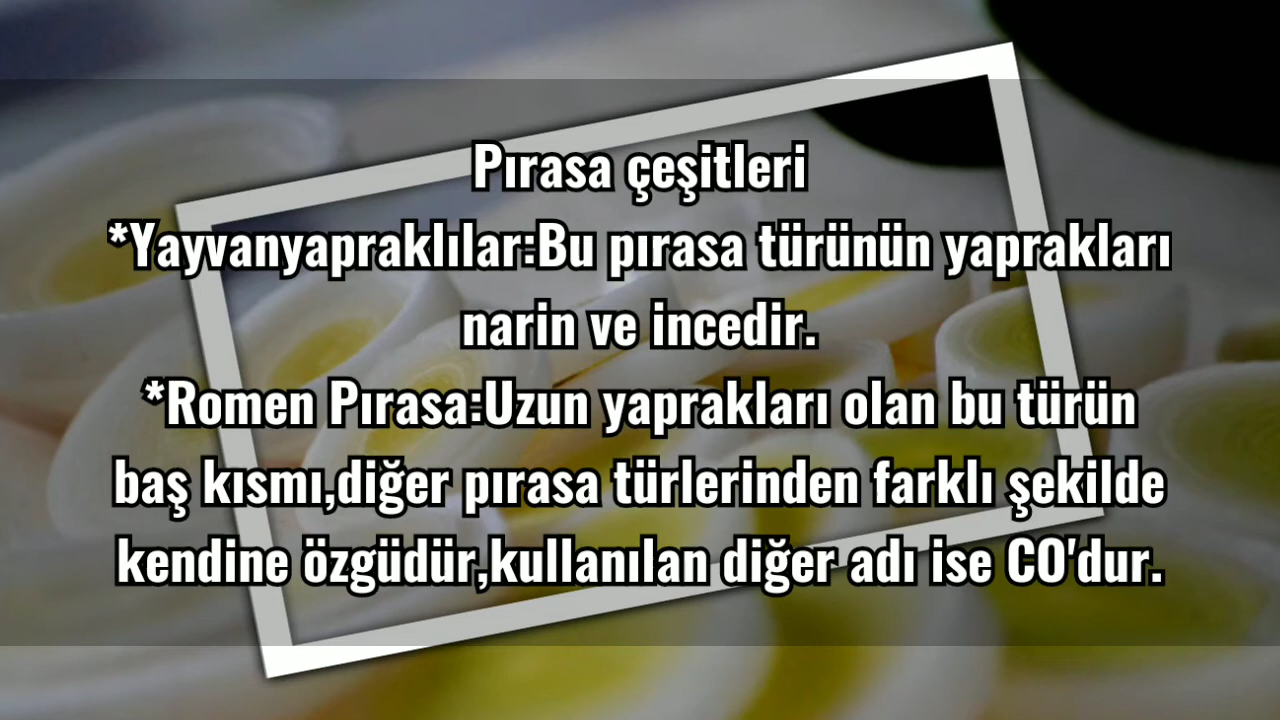 Pırasa çeşitleri
*Yayvanyapraklılar:Bu pırasa türünün yaprakları
narin ve incedir.
*Romen Pırasa:Uzun yaprakları olan bu türün
baş kısmı,diğer pırasa türlerinden farklı şekilde
kendine özgüdür,kullanılan diğer adı ise CO'dur.